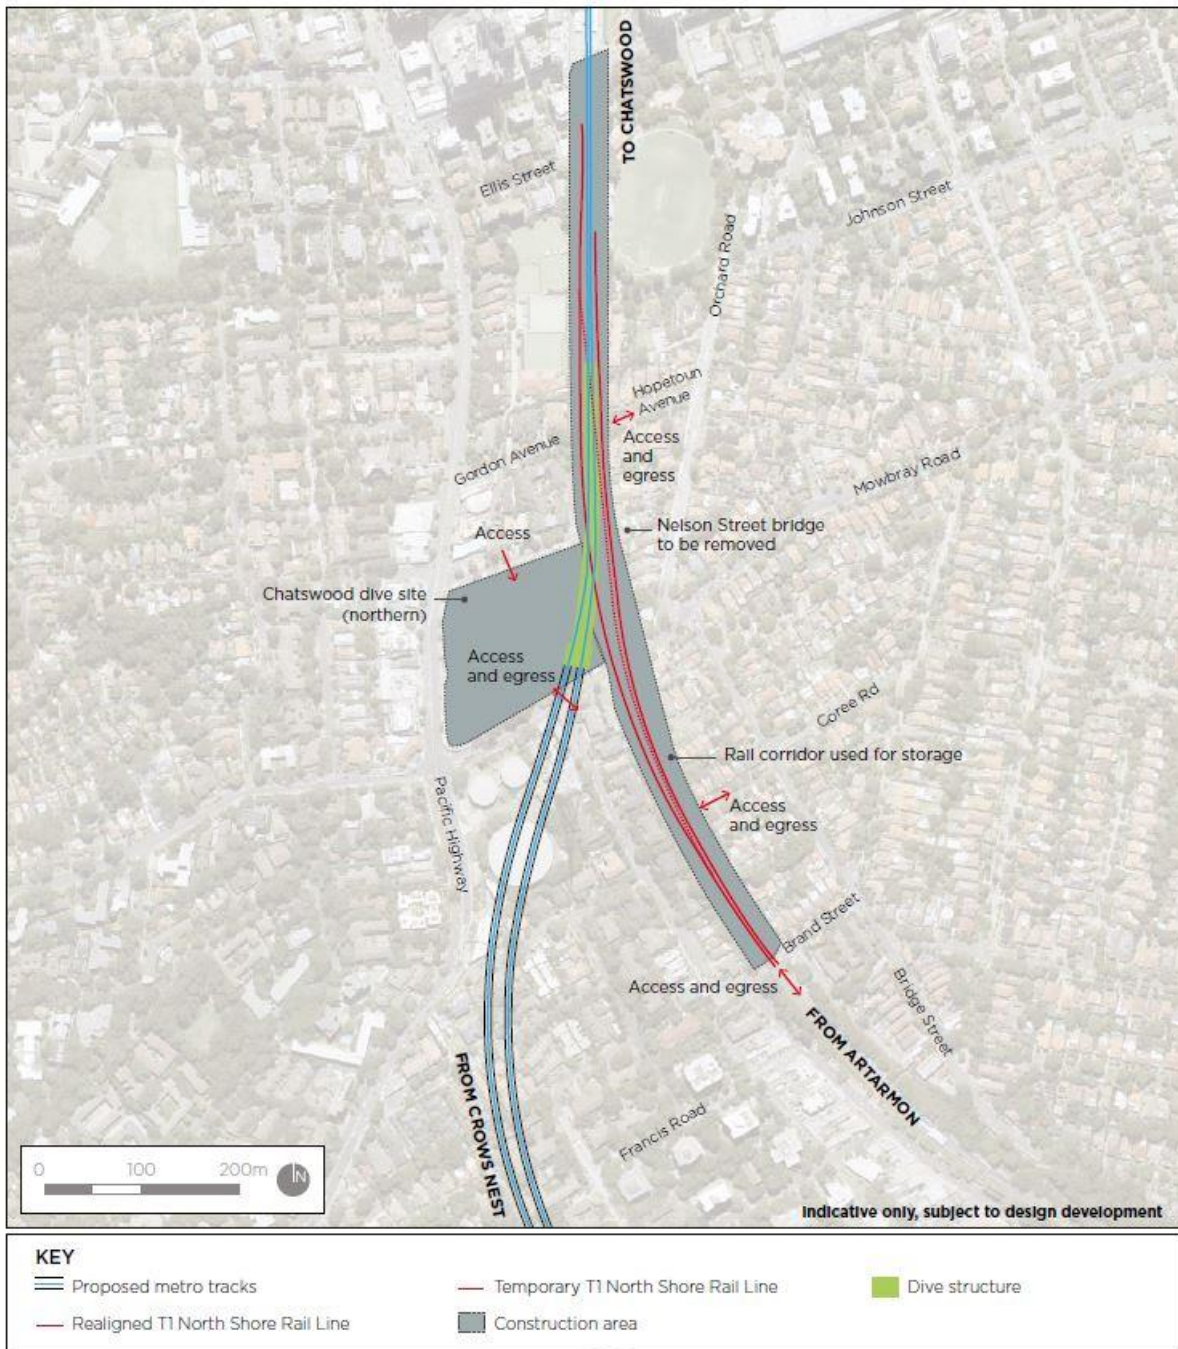 TO CHATSWOOD
Ellis Street
Johnson Street
Orchard Road
Hopetoun
Avenue
Access
and
egress
Gordon Avenue
Mowbray Road
Access
Nelson Street bridge
to be removed
Chatswood dive site
(northern)
Access
and egress
Coree Rd
Rail corridor used for storage
Access
and egress
Pacific Highway
Brand Street
Access and egress
Bridge Street
FROM ARTARMON
FROM CROWS NEST
Francis Road
0 100 200m
N
Indicative only, subject to design development
KEY
Proposed metro tracks
Temporary T1 North Shore Rail Line
Dive structure
Realigned T1 North Shore Rail Line
Construction area